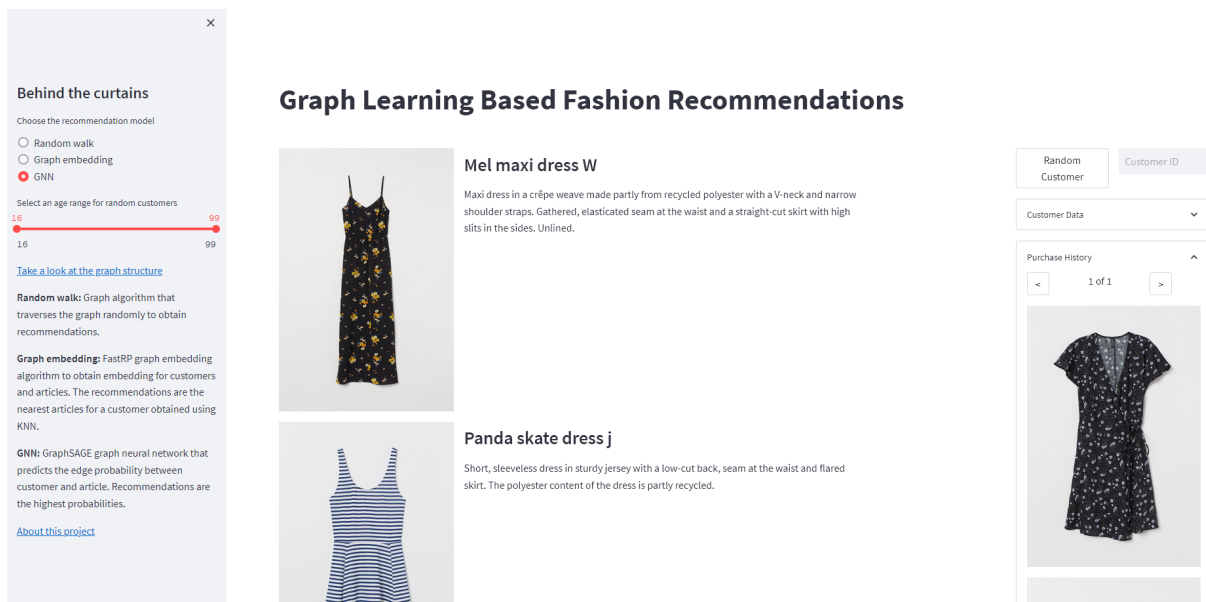 ×
Behind the curtains
Choose the recommendation model
Random walk
Graph embedding
GNN
Select an age range for random customers
16 99
16 99
Take a look at the graph structure
Random walk: Graph algorithm that
traverses the graph randomly to obtain
recommendations.
Graph embedding: FastRP graph embedding
algorithm to obtain embedding for customers
and articles. The recommendations are the
nearest articles for a customer obtained using
KNN.
GNN: GraphSAGE graph neural network that
predicts the edge probability between
customer and article. Recommendations are
the highest probabilities.
About this project
Graph Learning Based Fashion Recommendations
Mel maxi dress W
Maxi dress in a crêpe weave made partly from recycled polyester with a V-neck and narrow
shoulder straps. Gathered, elasticated seam at the waist and a straight-cut skirt with high
slits in the sides. Unlined.
Panda skate dress j
Short, sleeveless dress in sturdy jersey with a low-cut back, seam at the waist and flared
skirt. The polyester content of the dress is partly recycled.
Random
Customer
Customer ID
Customer Data
Purchase History
< 1 of 1 >